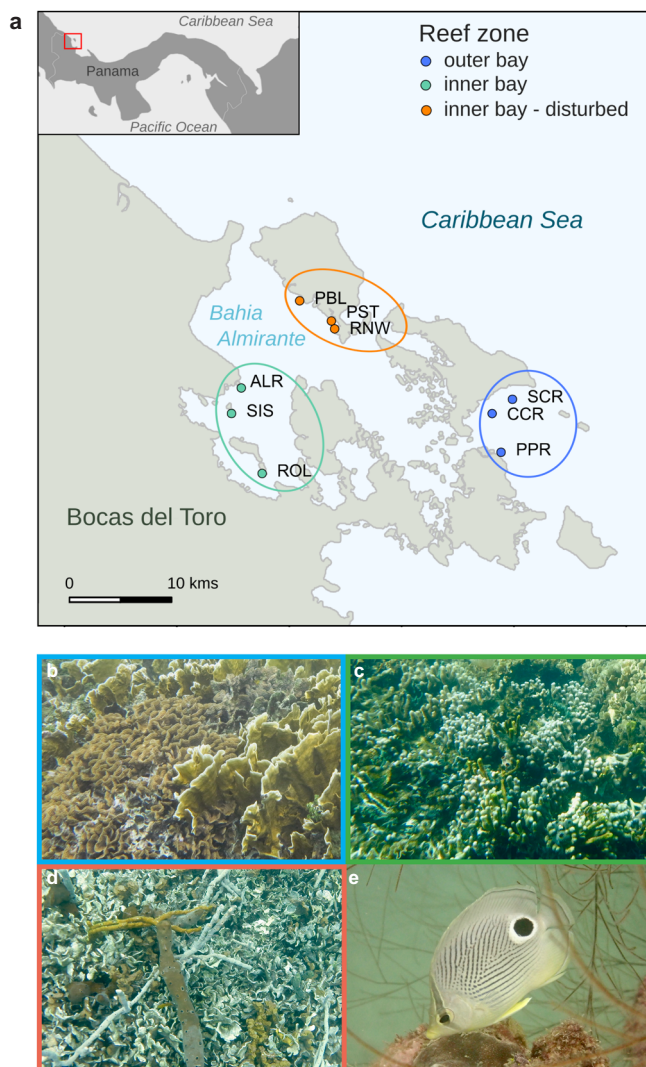 a
Caribbean Sea
Panama
Pacific Ocean
Reef zone
outer bay
inner bay
inner bay - disturbed
Caribbean Sea
PBL
PST
RNW
Bahia
Almirante
ALR
SIS
ROL
SCR
CCR
PPR
Bocas del Toro
0 10 kms
b
c
d
e